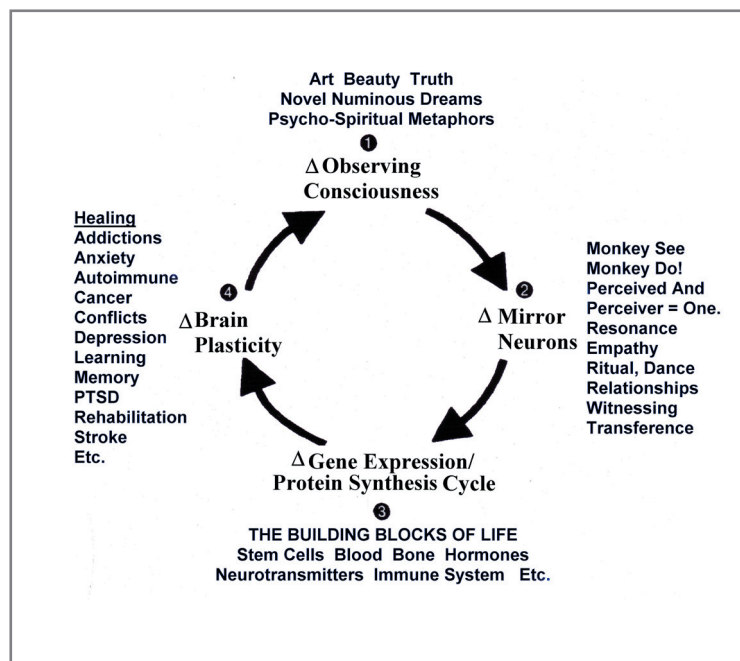 Art Beauty Truth
Novel Numinous Dreams
Psycho-Spiritual Metaphors
1
Δ Observing
Consciousness
Monkey See
Monkey Do!
Perceived And
Perceiver = One.
Resonance
Empathy
Ritual, Dance
Relationships
Witnessing
Transference
2
Δ Mirror
Neurons
Δ Gene Expression/
Protein Synthesis Cycle
3
THE BUILDING BLOCKS OF LIFE
Stem Cells Blood Bone Hormones
Neurotransmitters Immune System Etc.
4
Δ Brain
Plasticity
Healing
Addictions
Anxiety
Autoimmune
Cancer
Conflicts
Depression
Learning
Memory
PTSD
Rehabilitation
Stroke
Etc.